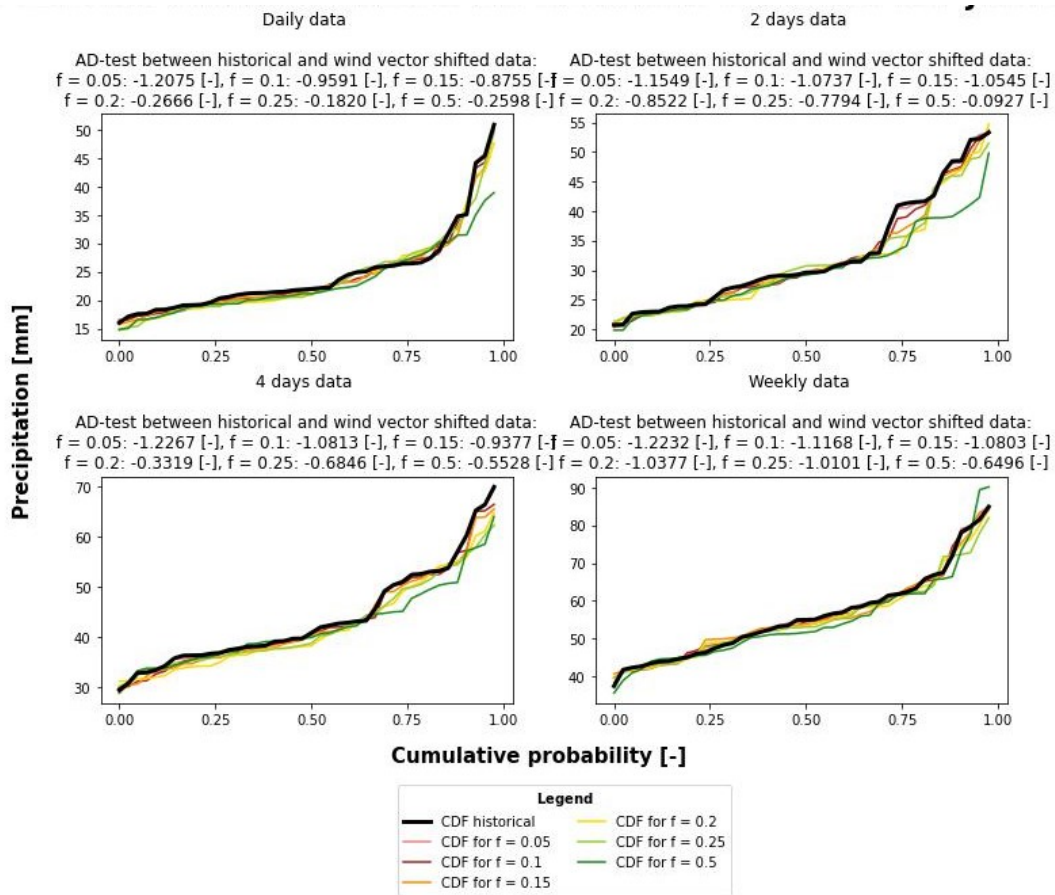 Daily data
AD-test between historical and wind vector shifted data:
f = 0.05: -1.2075 [-], f = 0.1: -0.9591 [-], f = 0.15: -0.8755 [-]
f = 0.2: -0.2666 [-], f = 0.25: -0.1820 [-], f = 0.5: -0.2598 [-]
50
45
40
35
30
25
20
15
0.00 0.25 0.50 0.75 1.00
2 days data
AD-test between historical and wind vector shifted data:
f = 0.05: -1.1549 [-], f = 0.1: -1.0737 [-], f = 0.15: -1.0545 [-]
f = 0.2: -0.8522 [-], f = 0.25: -0.7794 [-], f = 0.5: -0.0927 [-]
55
50
45
40
35
30
25
20
0.00 0.25 0.50 0.75 1.00
Precipitation [mm]
4 days data
AD-test between historical and wind vector shifted data:
f = 0.05: -1.2267 [-], f = 0.1: -1.0813 [-], f = 0.15: -0.9377 [-]
f = 0.2: -0.3319 [-], f = 0.25: -0.6846 [-], f = 0.5: -0.5528 [-]
70
60
50
40
30
0.00 0.25 0.50 0.75 1.00
Weekly data
AD-test between historical and wind vector shifted data:
f = 0.05: -1.2232 [-], f = 0.1: -1.1168 [-], f = 0.15: -1.0803 [-]
f = 0.2: -1.0377 [-], f = 0.25: -1.0101 [-], f = 0.5: -0.6496 [-]
90
80
70
60
50
40
0.00 0.25 0.50 0.75 1.00
Cumulative probability [-]
Legend
CDF historical
CDF for f = 0.05
CDF for f = 0.1
CDF for f = 0.15
CDF for f = 0.2
CDF for f = 0.25
CDF for f = 0.5